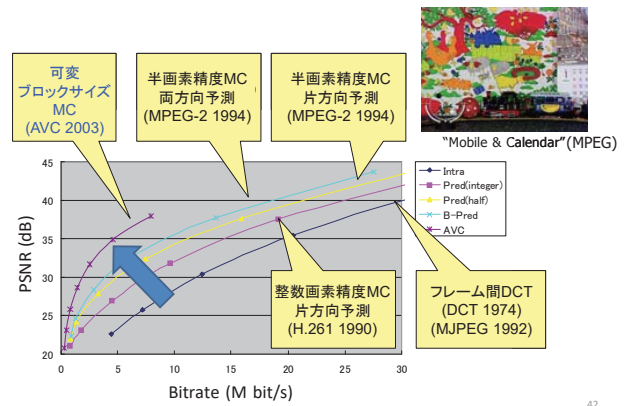 可変
ブロックサイズ
MC
(AVC 2003)
半画素精度MC
両方向予測
(MPEG-2 1994)
半画素精度MC
片方向予測
(MPEG-2 1994)
"Mobile & Calendar"(MPEG)
PSNR (dB)
45
40
35
30
25
20
0
5
10
15
20
25
30
Bitrate (M bit/s)
Intra
Pred(integer)
Pred(half)
B-Pred
AVC
整数画素精度MC
片方向予測
(H.261 1990)
フレーム間DCT
(DCT 1974)
(MJPEG 1992)
42